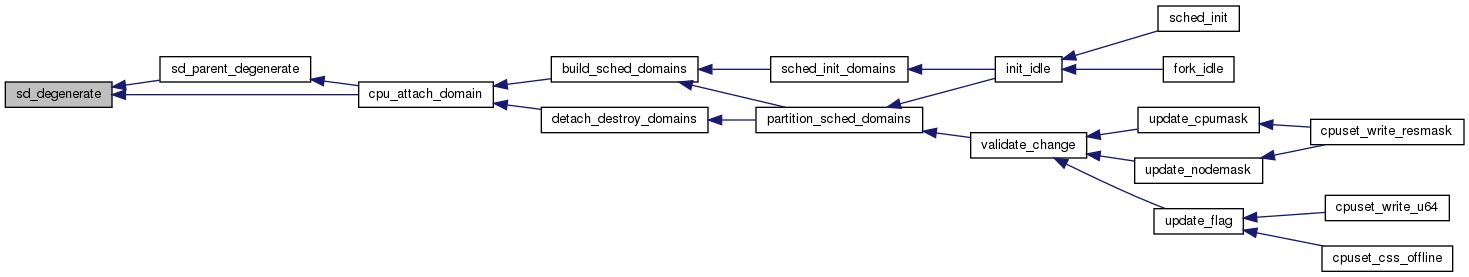 sched_init
sd_parent_degenerate
build_sched_domains
sched_init_domains
init_idle
fork_idle
sd_degenerate
cpu_attach_domain
detach_destroy_domains
partition_sched_domains
update_cpumask
cpuset_write_resmask
validate_change
update_nodemask
cpuset_write_u64
update_flag
cpuset_css_offline